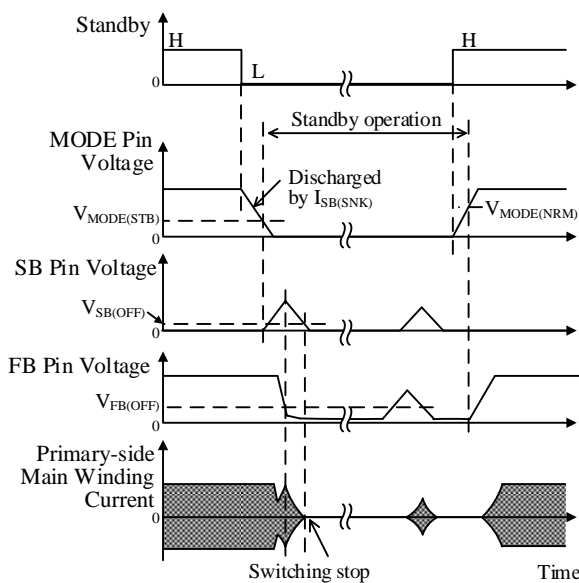 Standby
H
H
L
0
Standby operation
MODE Pin
Voltage
Discharged
by I_SB(SNK)
V_MODE(STB)
V_MODE(NRM)
0
SB Pin Voltage
V_SB(OFF)
0
FB Pin Voltage
V_FB(OFF)
0
Primary-side
Main Winding
Current
0
Switching stop
Time